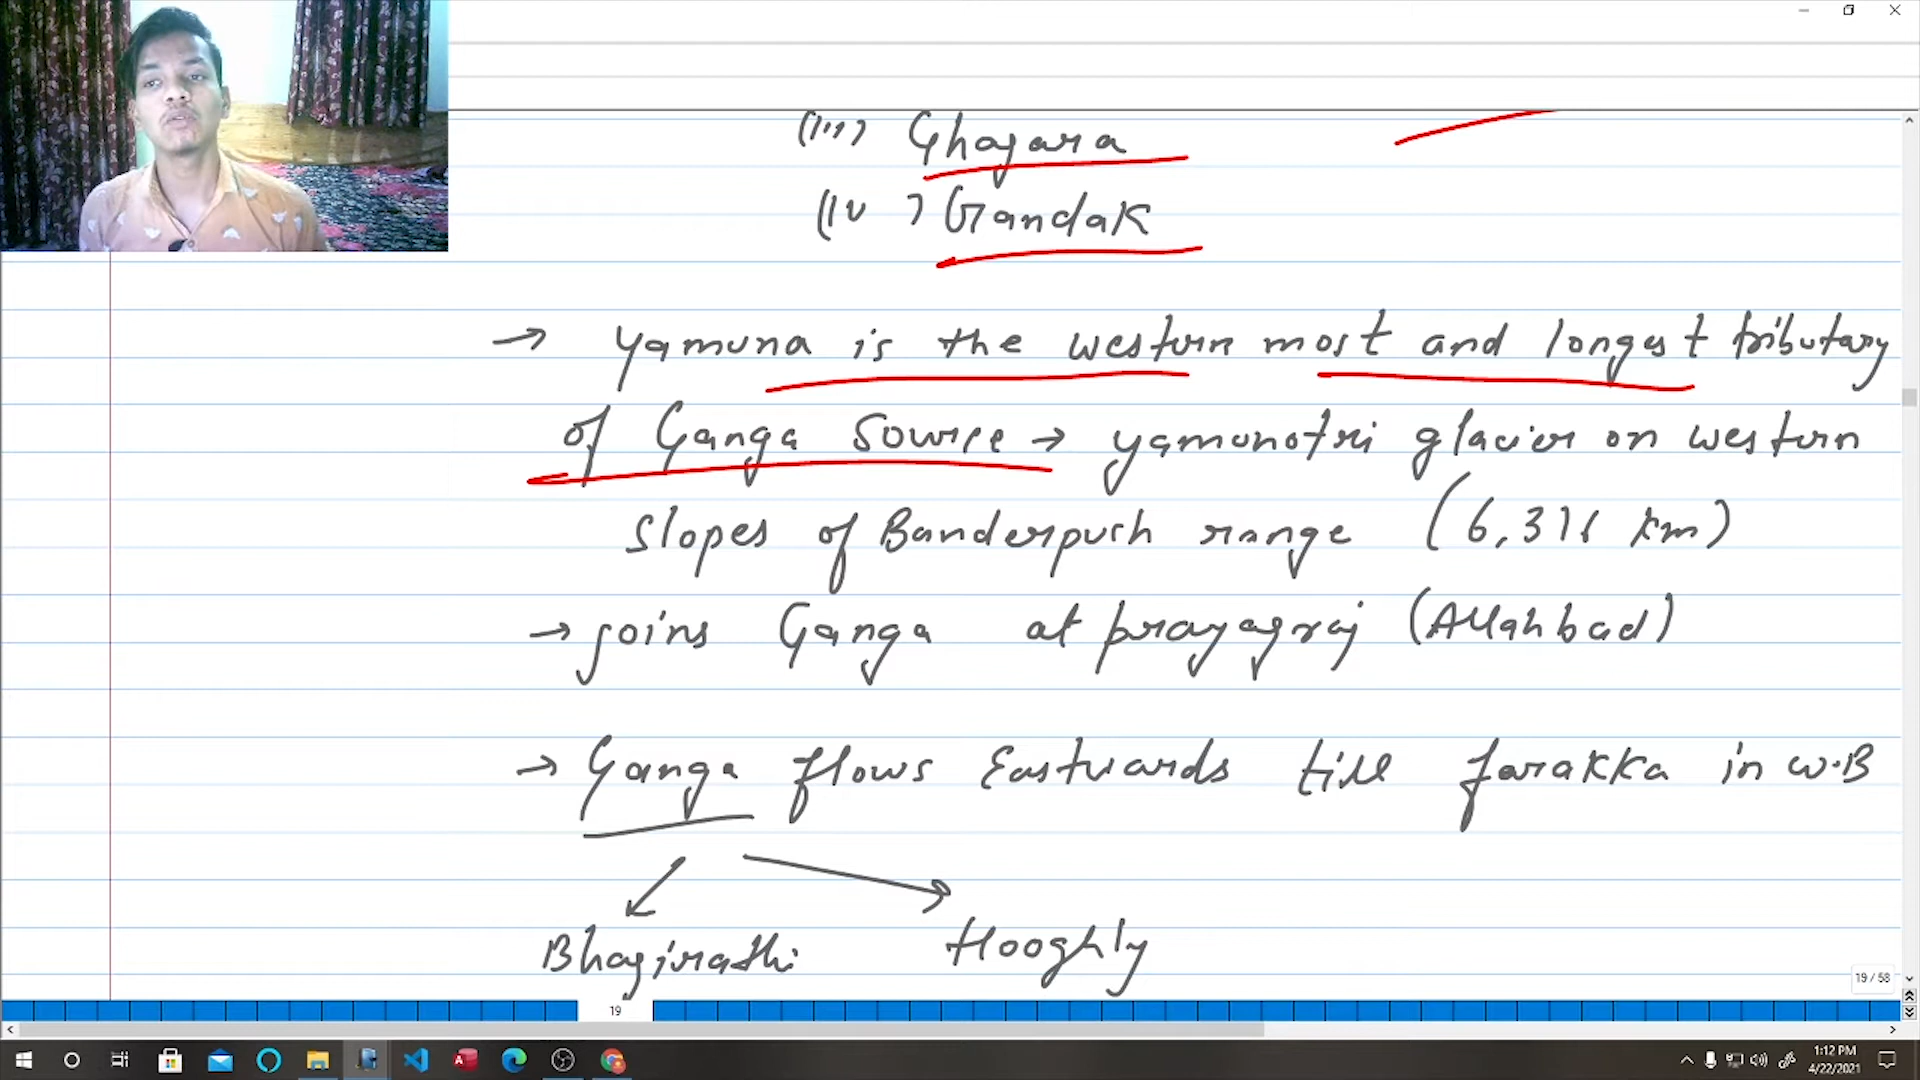 (iii) Ghagara
(iv) Gandak
→ Yamuna is the western most and longest tributary
of Ganga Source → yamunotri glacier on western
slopes of Banderpuch range (6,316 km)
→ joins Ganga at prayagraj (Allahbad)
→ Ganga flows Eastwards till farakka in W.B
Bhagirathi Hooghly
19 / 58
19
1:12 PM
4/22/2021